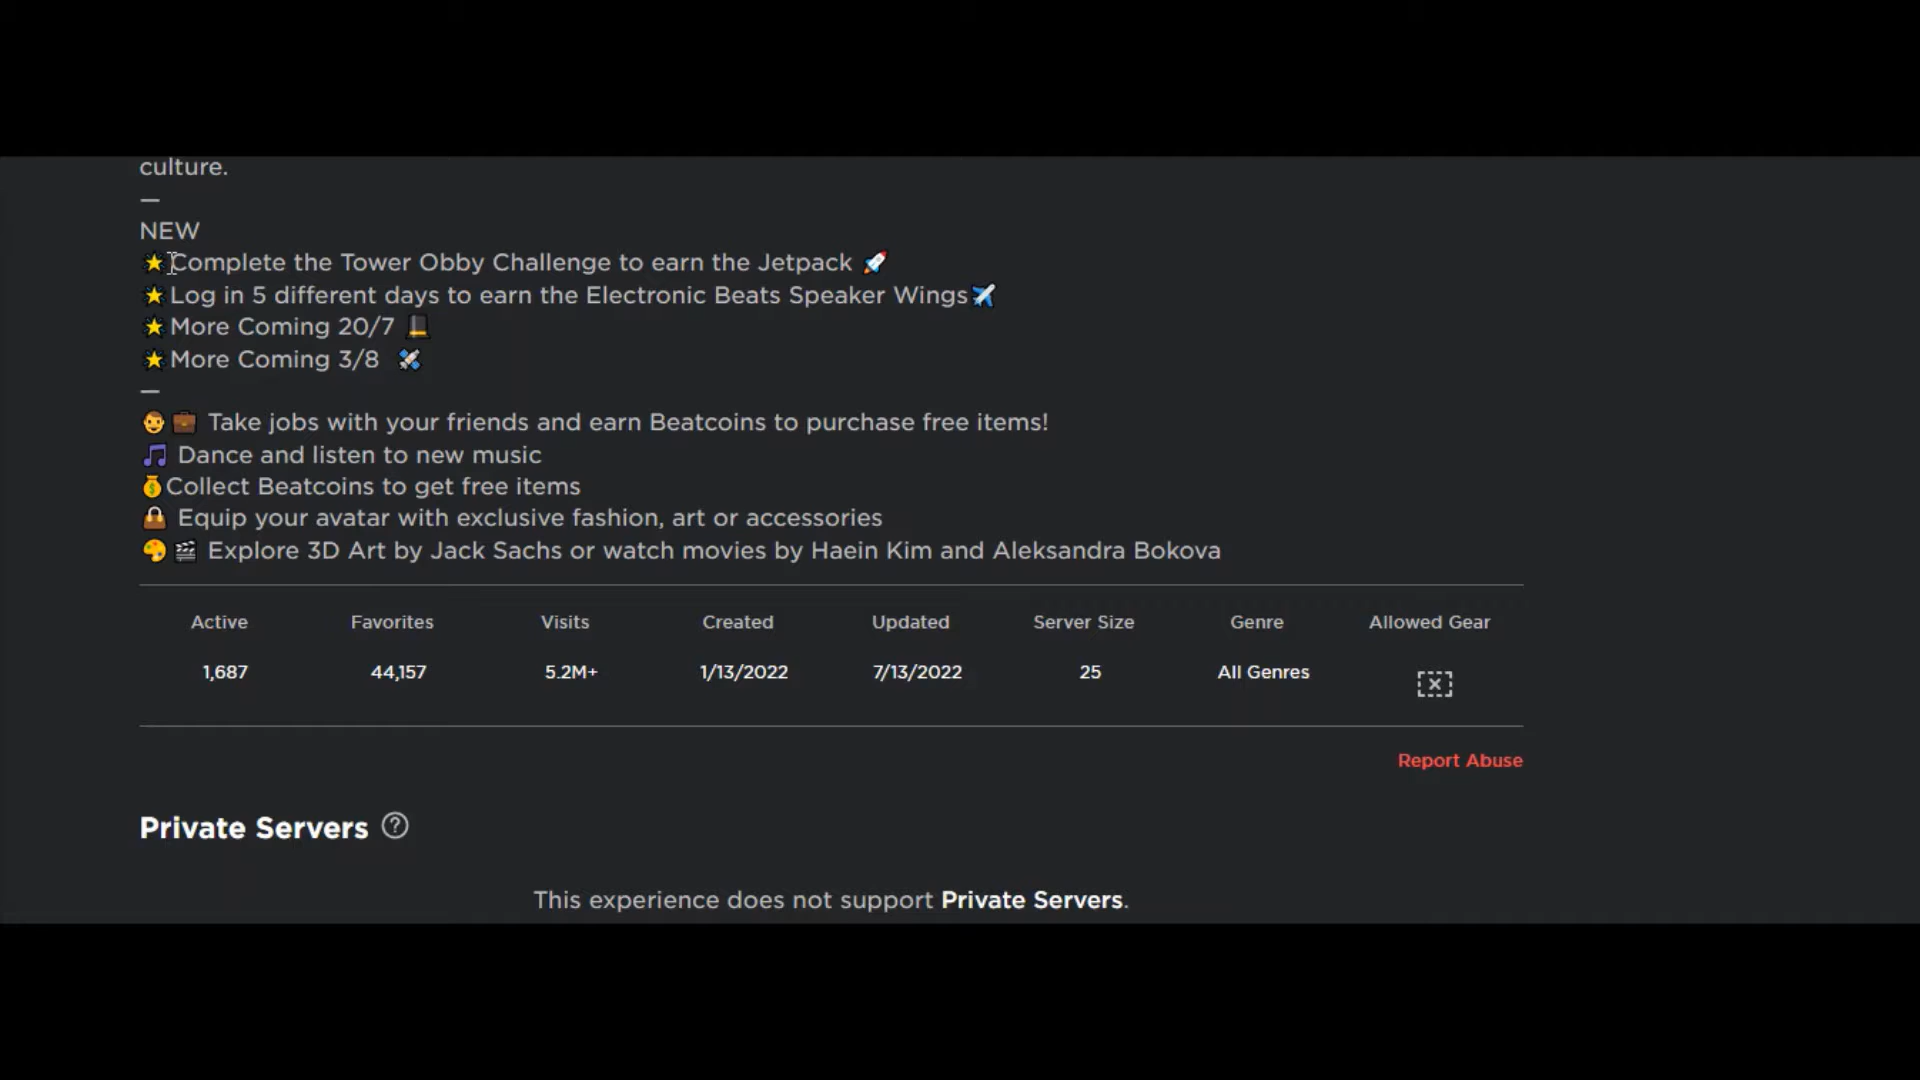 culture.
—
NEW
🌟Complete the Tower Obby Challenge to earn the Jetpack 🚀
🌟Log in 5 different days to earn the Electronic Beats Speaker Wings✈️
🌟More Coming 20/7 🎩
🌟More Coming 3/8 🛰️
—
👨💼 Take jobs with your friends and earn Beatcoins to purchase free items!
🎵 Dance and listen to new music
💰Collect Beatcoins to get free items
👜 Equip your avatar with exclusive fashion, art or accessories
🎨🎬 Explore 3D Art by Jack Sachs or watch movies by Haein Kim and Aleksandra Bokova
Active Favorites Visits Created Updated Server Size Genre Allowed Gear
1,687 44,157 5.2M+ 1/13/2022 7/13/2022 25 All Genres
Report Abuse
Private Servers ?
This experience does not support Private Servers.